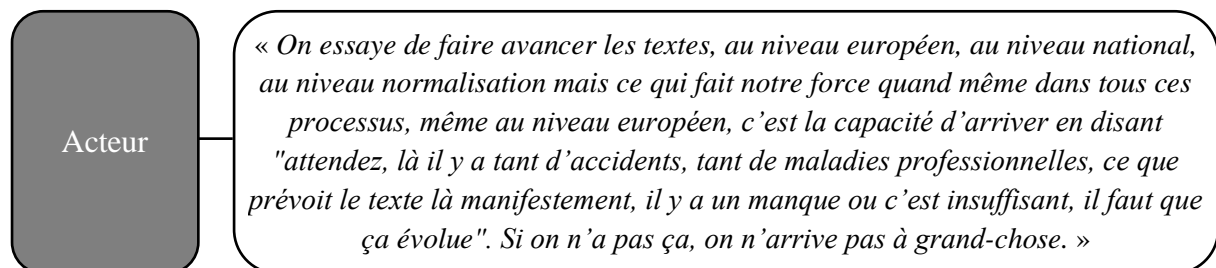 Acteur
« On essaye de faire avancer les textes, au niveau européen, au niveau national,
au niveau normalisation mais ce qui fait notre force quand même dans tous ces
processus, même au niveau européen, c’est la capacité d’arriver en disant
"attendez, là il y a tant d’accidents, tant de maladies professionnelles, ce que
prévoit le texte là manifestement, il y a un manque ou c’est insuffisant, il faut que
ça évolue". Si on n’a pas ça, on n’arrive pas à grand-chose. »